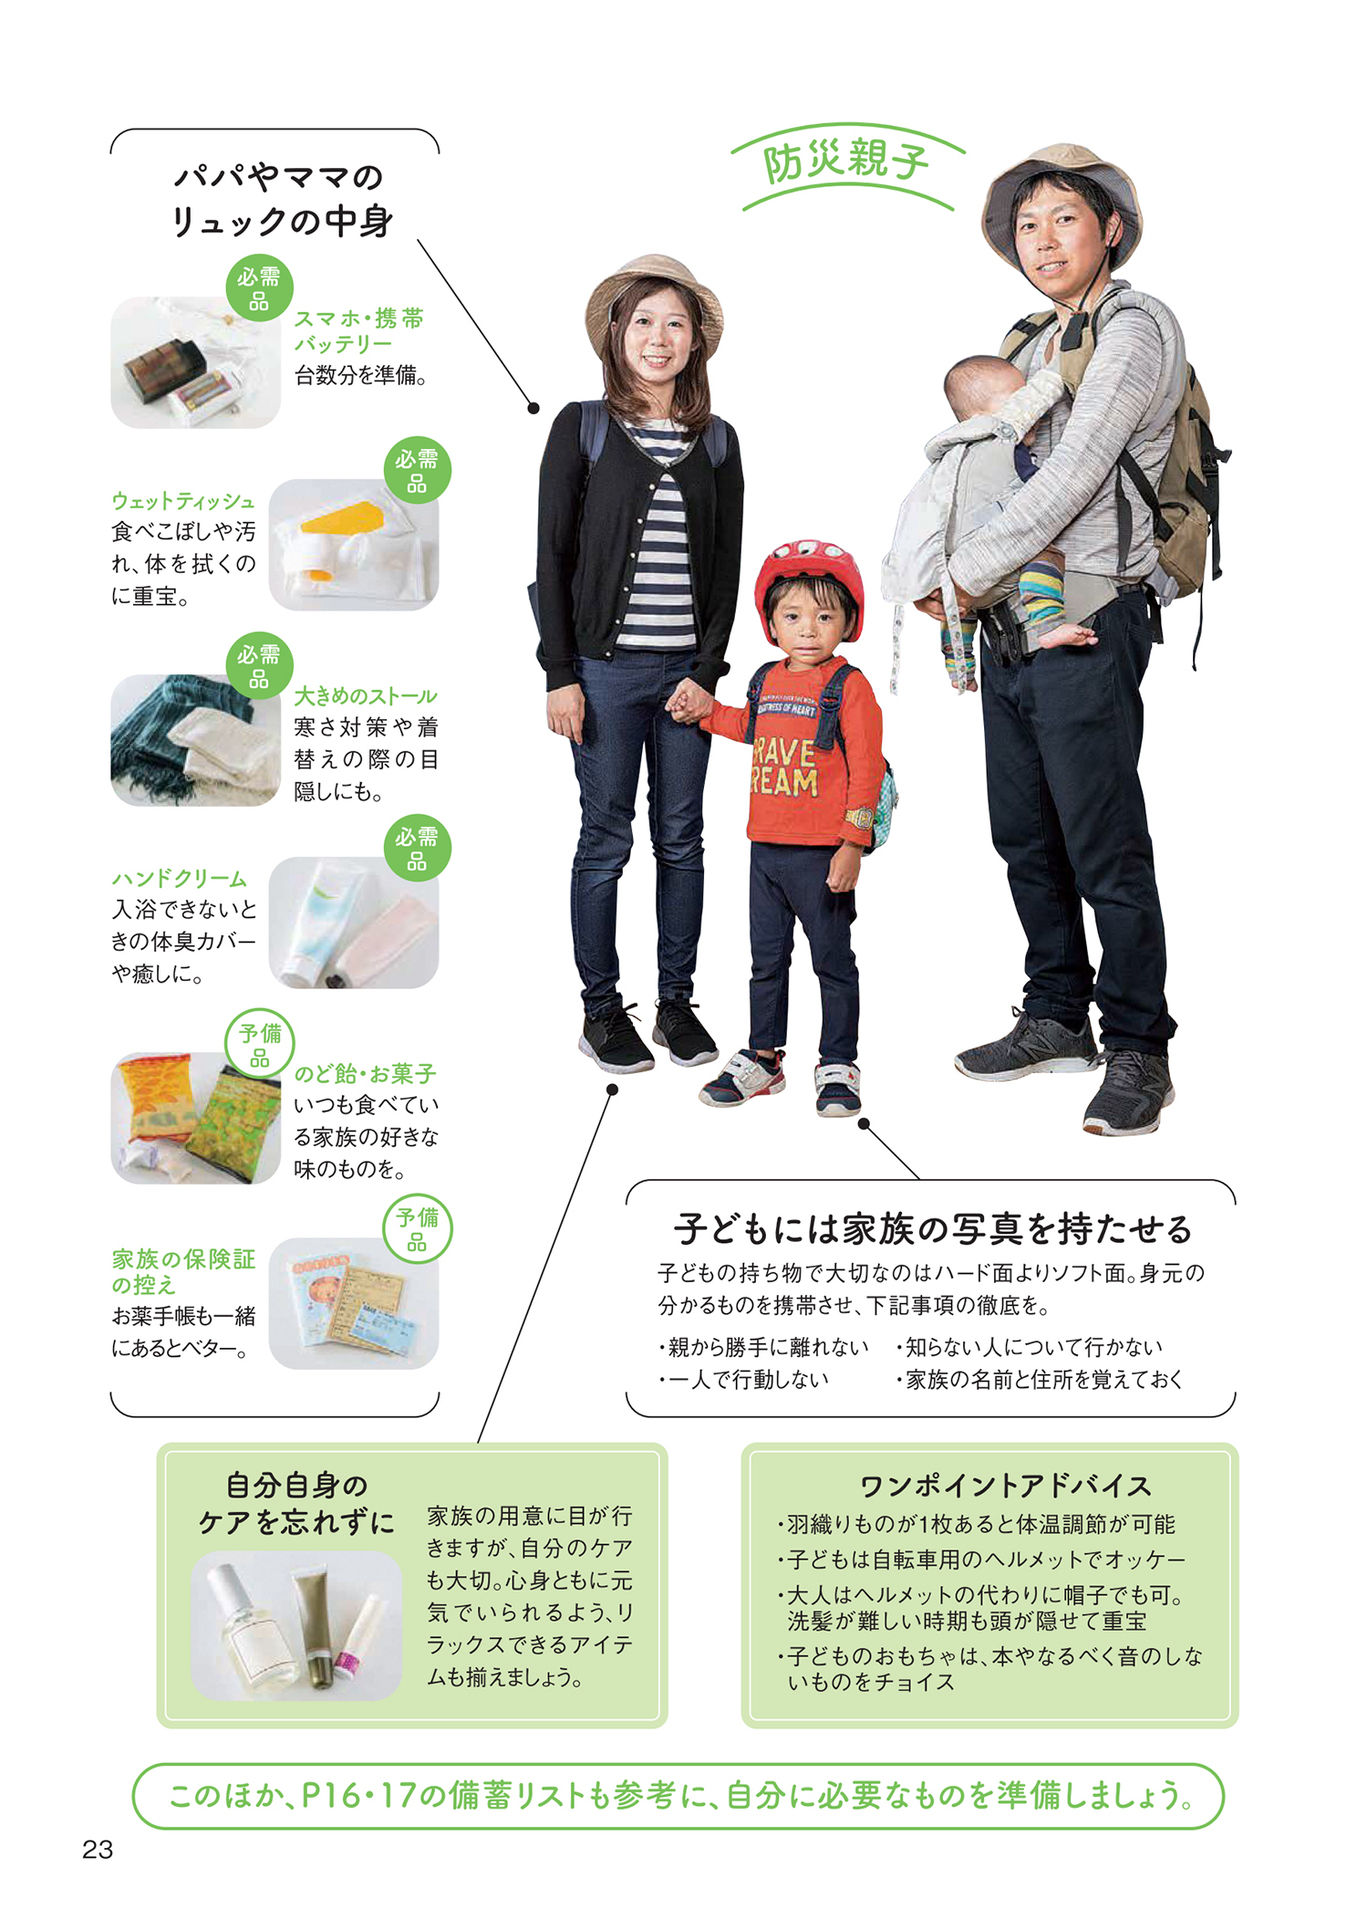 防災親子
パパやママの
リュックの中身
必需
品
スマホ・携帯
バッテリー
台数分を準備。
必需
品
ウェットティッシュ
食べこぼしや汚
れ、体を拭くの
に重宝。
必需
品
大きめのストール
寒さ対策や着
替えの際の目
隠しにも。
必需
品
ハンドクリーム
入浴できないと
きの体臭カバー
や癒しに。
予備
品
のど飴・お菓子
いつも食べてい
る家族の好きな
味のものを。
予備
品
家族の保険証
の控え
お薬手帳も一緒
にあるとベター。
RAVE
REAM
子どもには家族の写真を持たせる
子どもの持ち物で大切なのはハード面よりソフト面。身元の
分かるものを携帯させ、下記事項の徹底を。
・親から勝手に離れない ・知らない人について行かない
・一人で行動しない ・家族の名前と住所を覚えておく
自分自身の
ケアを忘れずに
家族の用意に目が行
きますが、自分のケア
も大切。心身ともに元
気でいられるよう、リ
ラックスできるアイテ
ムも揃えましょう。
ワンポイントアドバイス
・羽織りものが1枚あると体温調節が可能
・子どもは自転車用のヘルメットでオッケー
・大人はヘルメットの代わりに帽子でも可。
洗髪が難しい時期も頭が隠せて重宝
・子どものおもちゃは、本やなるべく音のしな
いものをチョイス
このほか、P16・17の備蓄リストも参考に、自分に必要なものを準備しましょう。
23